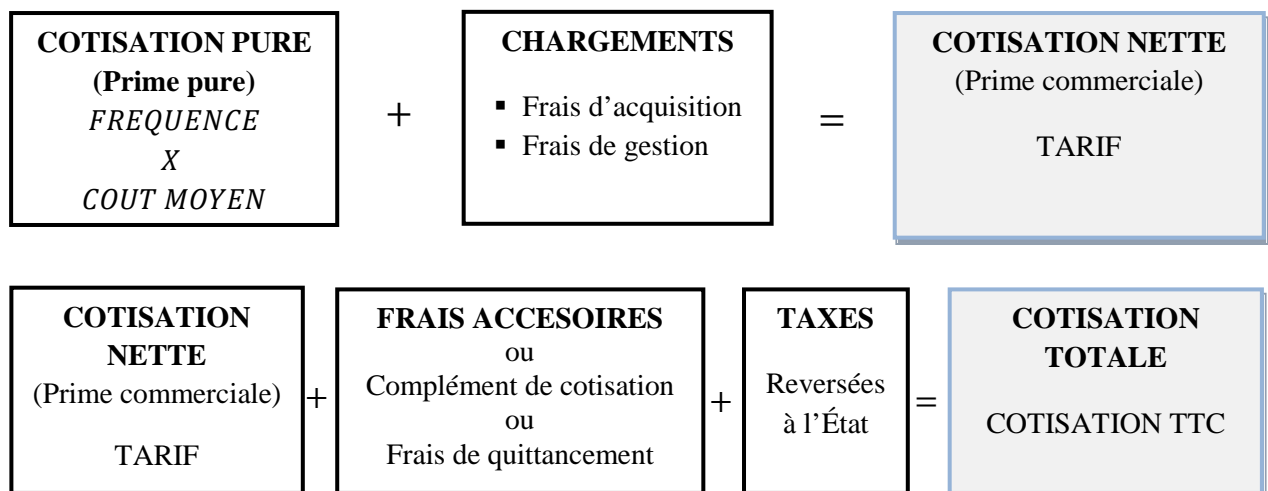 COTISATION PURE
(Prime pure)
FREQUENCE
X
COUT MOYEN
+
CHARGEMENTS
▪ Frais d'acquisition
▪ Frais de gestion
=
COTISATION NETTE
(Prime commerciale)
TARIF
COTISATION
NETTE
(Prime commerciale)
TARIF
+
FRAIS ACCESOIRES
ou
Complément de cotisation
ou
Frais de quittancement
+
TAXES
Reversées
à l'État
=
COTISATION
TOTALE
COTISATION TTC